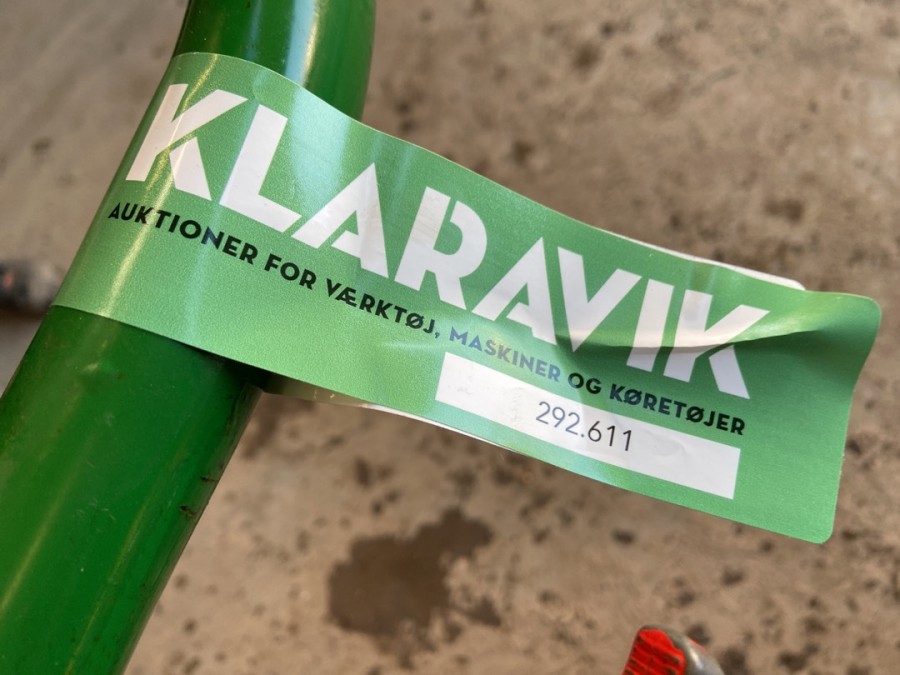 KLARAVIK
AUKTIONER FOR VÆRKTØJ, MASKINER OG KØRETØJER
292.611